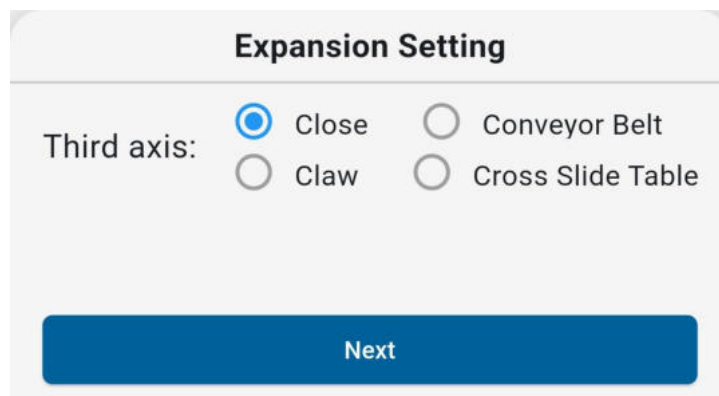 Expansion Setting
Third axis:
Close
Conveyor Belt
Claw
Cross Slide Table
Next